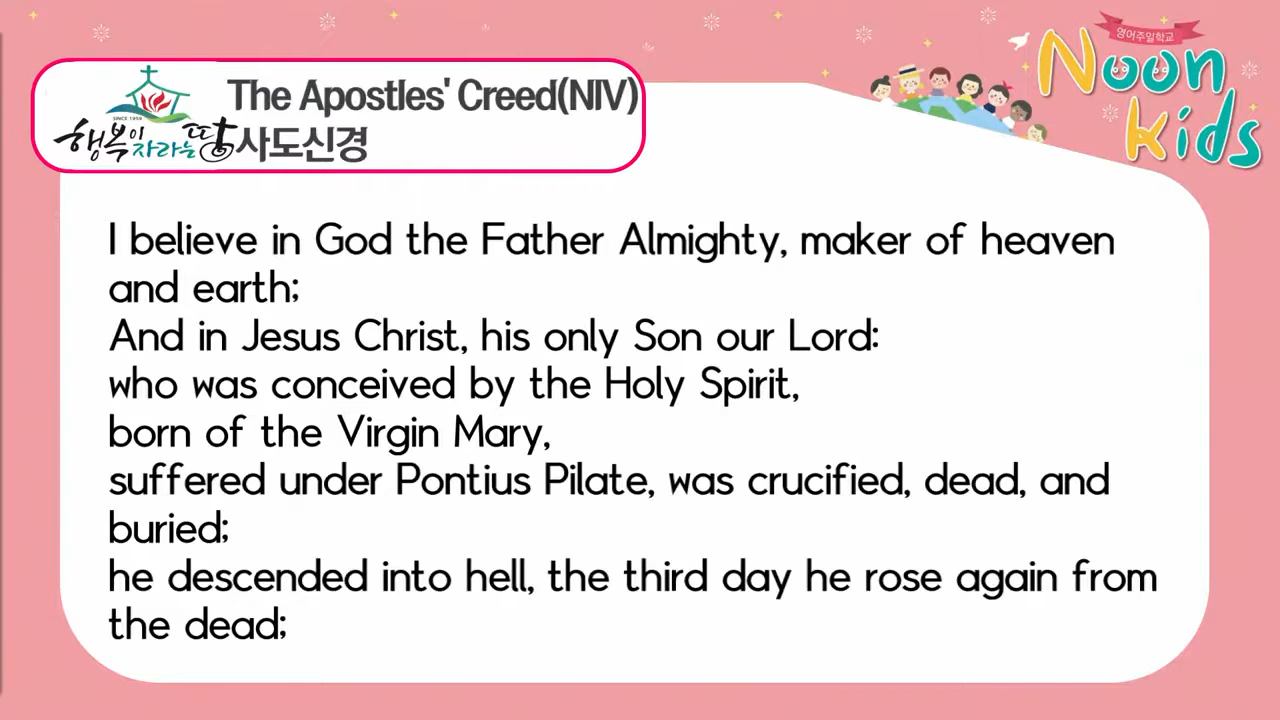 영어주일학교
Noon
kids
SINCE 1959
행복이
자라는 땅
The Apostles' Creed(NIV)
사도신경
I believe in God the Father Almighty, maker of heaven
and earth;
And in Jesus Christ, his only Son our Lord:
who was conceived by the Holy Spirit,
born of the Virgin Mary,
suffered under Pontius Pilate, was crucified, dead, and
buried;
he descended into hell, the third day he rose again from
the dead;